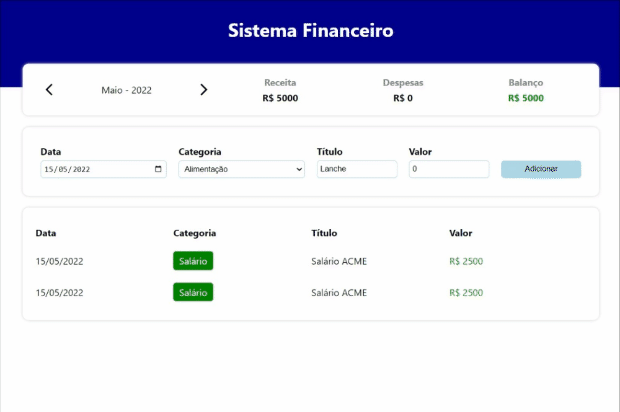 Sistema Financeiro
Maio - 2022
Receita
R$ 5000
Despesas
R$ 0
Balanço
R$ 5000
Data Categoria Título Valor
15/05/2022 Alimentação Lanche 0 Adicionar
Data Categoria Título Valor
15/05/2022 Salário Salário ACME R$ 2500
15/05/2022 Salário Salário ACME R$ 2500